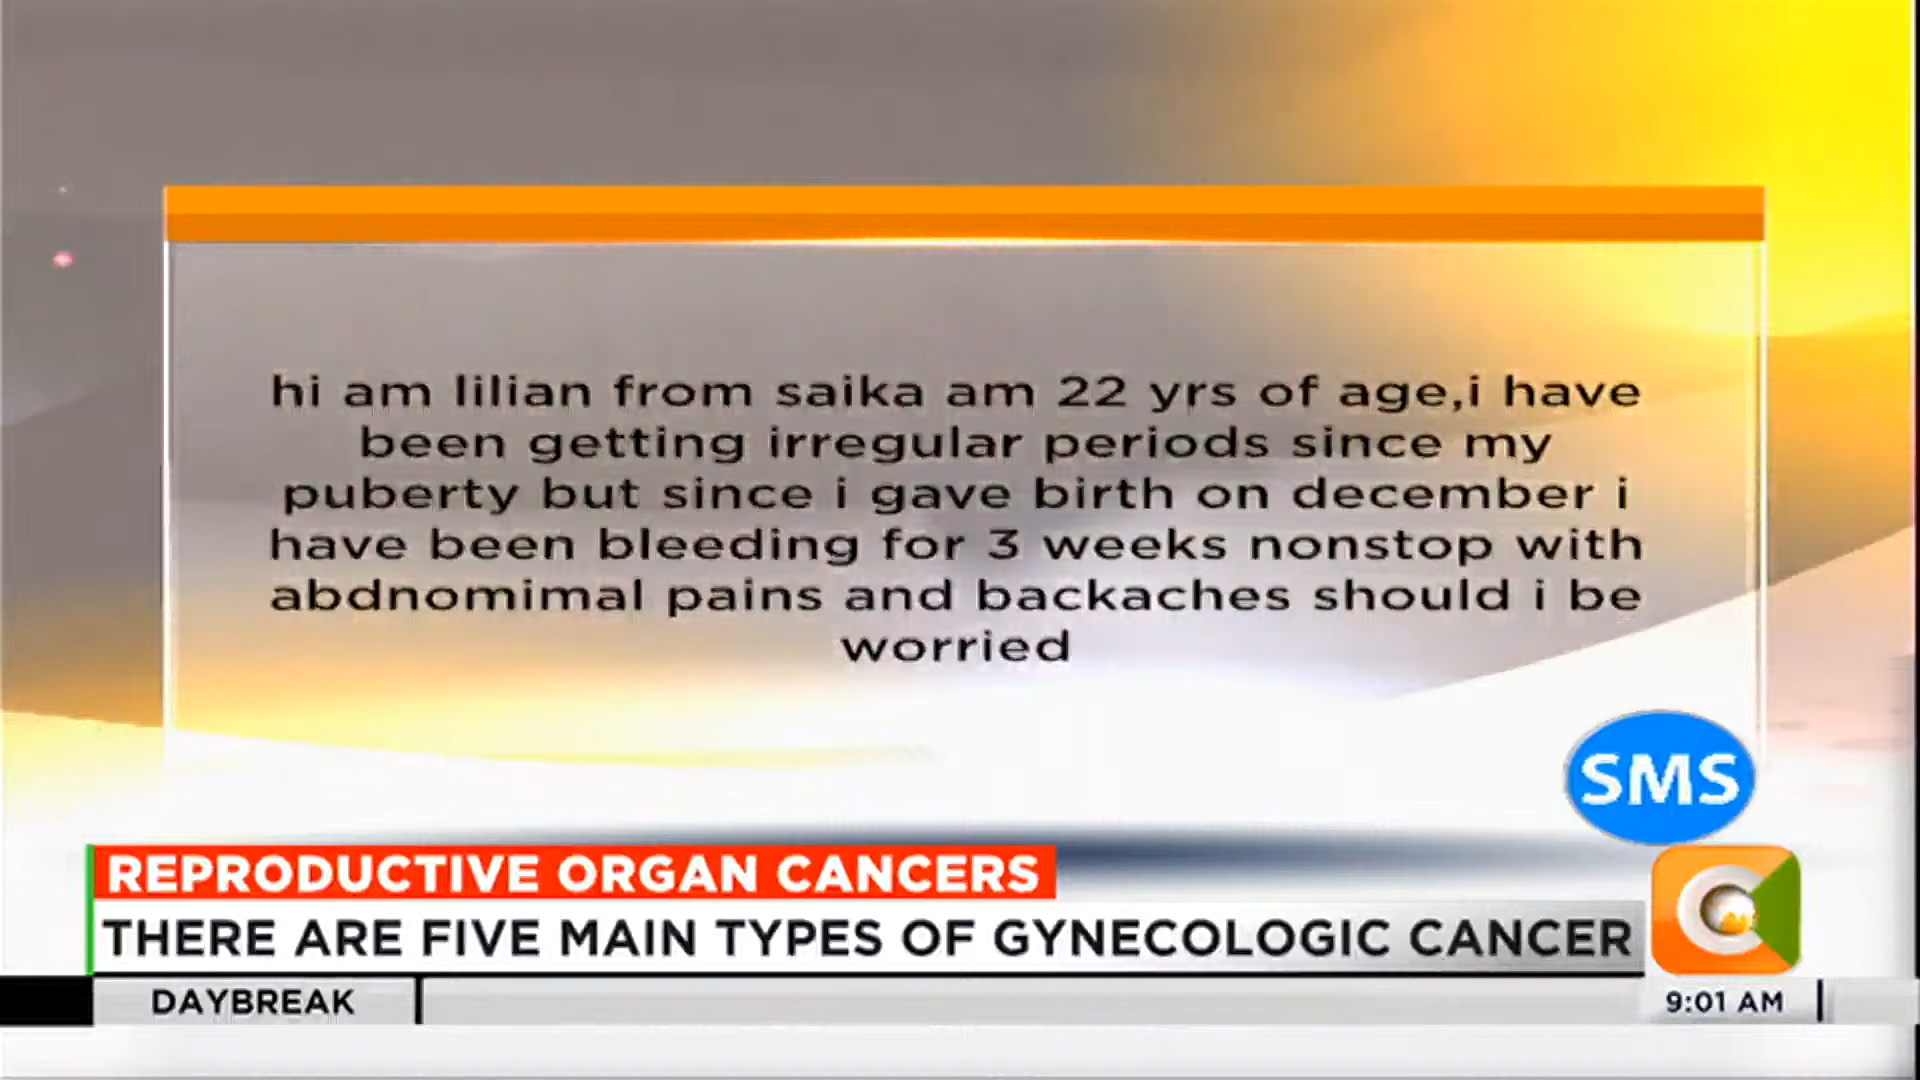 hi am lilian from saika am 22 yrs of age,i have
been getting irregular periods since my
puberty but since i gave birth on december i
have been bleeding for 3 weeks nonstop with
abdnomimal pains and backaches should i be
worried
SMS
REPRODUCTIVE ORGAN CANCERS
THERE ARE FIVE MAIN TYPES OF GYNECOLOGIC CANCER
DAYBREAK
9:01 AM